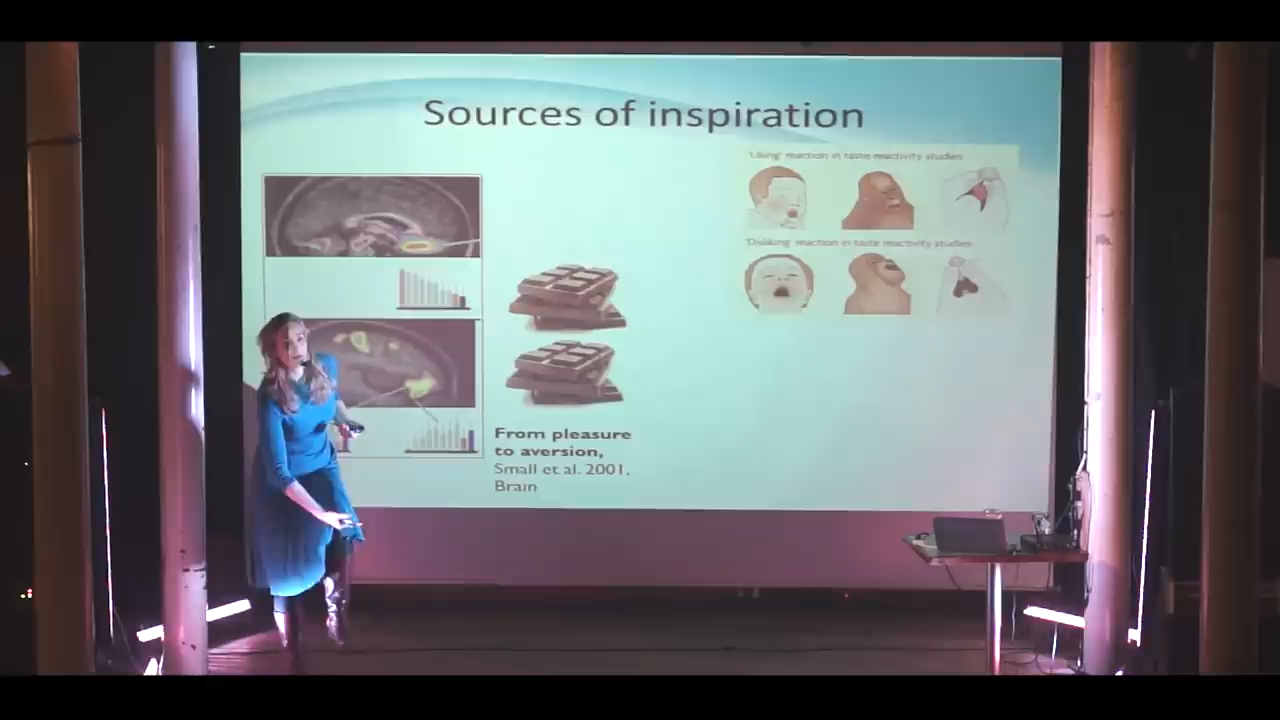 Sources of inspiration
'Liking' reaction in taste reactivity studies
'Disliking' reaction in taste reactivity studies
From pleasure
to aversion,
Small et al. 2001,
Brain